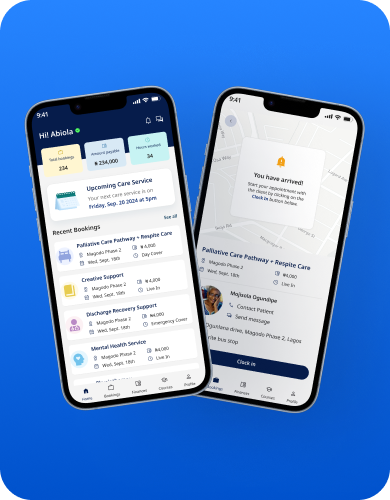 9:41
Hi! Abiola
Total bookings
234
Amount payable
₦ 234,000
Hours worked
34
Upcoming Care Service
Your next care service is on
Friday, Sep. 20 2024 at 5pm
Recent Bookings
See all
Palliative Care Pathway + Respite Care
Magodo Phase 2
₦4,000
Wed, Sept. 18th
Day Cover
Creative Support
Magodo Phase 2
₦4,000
Wed, Sept. 18th
Live In
Discharge Recovery Support
Magodo Phase 2
₦4,000
Wed, Sept. 18th
Emergency Cover
Mental Health Service
Magodo Phase 2
₦4,000
Wed, Sept. 18th
Live In
Home
Bookings
Finances
Courses
Profile
9:41
You have arrived!
Start your appointment with
the client by clicking on the
Clock in button below.
Palliative Care Pathway + Respite Care
Magodo Phase 2
₦4,000
Wed, Sept. 18th
Live In
Mojisola Ogundipe
Contact Patient
Send message
Ogunlana drive, Magodo Phase 2, Lagos
bus stop
Clock in
Bookings
Finances
Courses
Profile